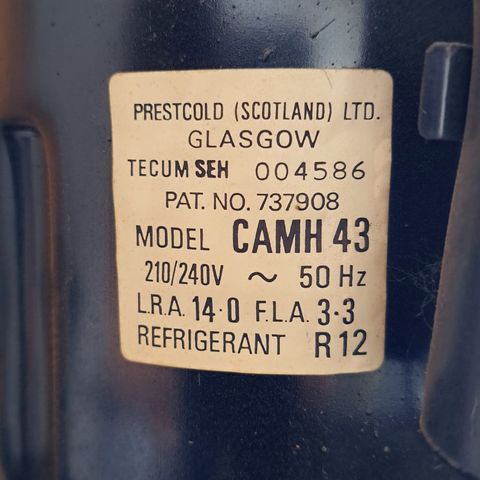 PRESTCOLD (SCOTLAND) LTD.
GLASGOW
TECUMSEH 004586
PAT. NO. 737908
MODEL CAMH 43
210/240V ~ 50 Hz
L.R.A. 14·0 F.L.A. 3·3
REFRIGERANT R12